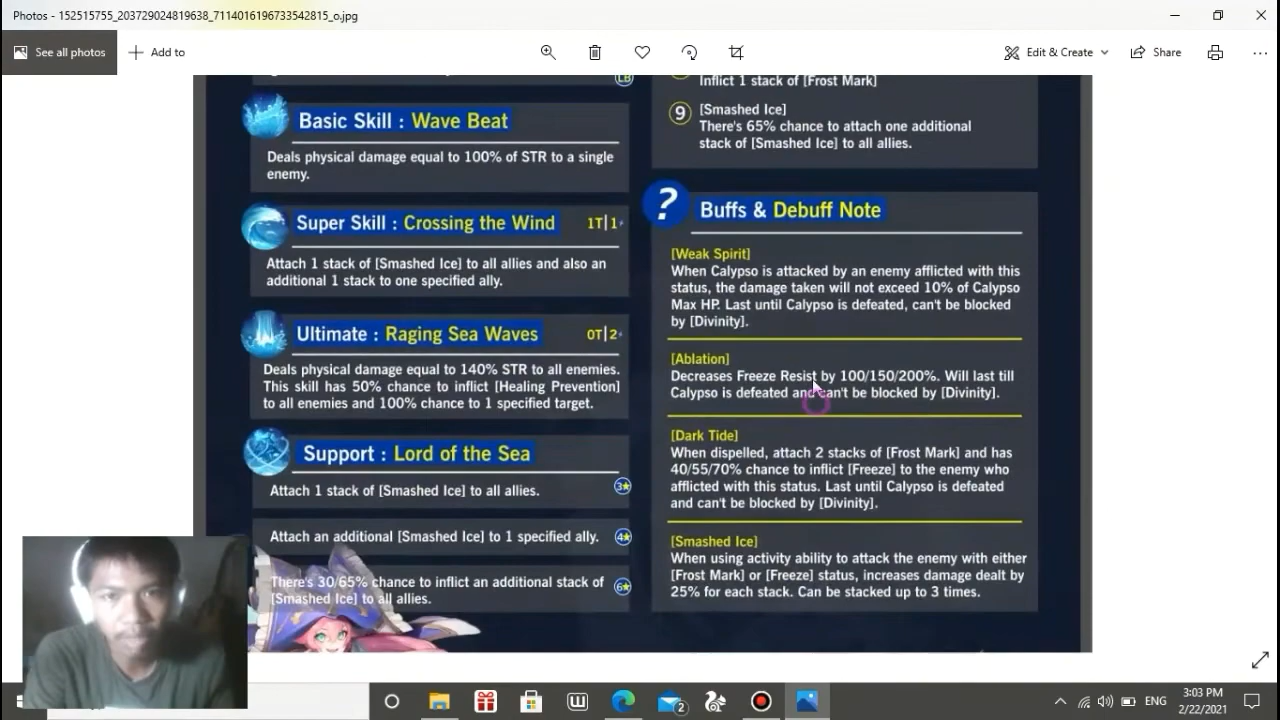 Photos - 152515755_203729024819638_7114016196733542815_o.jpg
See all photos
Add to
Edit & Create
Share
LB
Basic Skill : Wave Beat
Deals physical damage equal to 100% of STR to a single
enemy.
Super Skill : Crossing the Wind
1T|1
Attach 1 stack of [Smashed Ice] to all allies and also an
additional 1 stack to one specified ally.
Ultimate : Raging Sea Waves
0T|2
Deals physical damage equal to 140% STR to all enemies.
This skill has 50% chance to inflict [Healing Prevention]
to all enemies and 100% chance to 1 specified target.
Support : Lord of the Sea
Attach 1 stack of [Smashed Ice] to all allies.
3★
Attach an additional [Smashed Ice] to 1 specified ally.
4★
There's 30/65% chance to inflict an additional stack of
[Smashed Ice] to all allies.
6★
Inflict 1 stack of [Frost Mark]
9
[Smashed Ice]
There's 65% chance to attach one additional
stack of [Smashed Ice] to all allies.
?
Buffs & Debuff Note
[Weak Spirit]
When Calypso is attacked by an enemy afflicted with this
status, the damage taken will not exceed 10% of Calypso
Max HP. Last until Calypso is defeated, can't be blocked
by [Divinity].
[Ablation]
Decreases Freeze Resist by 100/150/200%. Will last till
Calypso is defeated and can't be blocked by [Divinity].
[Dark Tide]
When dispelled, attach 2 stacks of [Frost Mark] and has
40/55/70% chance to inflict [Freeze] to the enemy who
afflicted with this status. Last until Calypso is defeated
and can't be blocked by [Divinity].
[Smashed Ice]
When using activity ability to attack the enemy with either
[Frost Mark] or [Freeze] status, increases damage dealt by
25% for each stack. Can be stacked up to 3 times.
2
ENG
3:03 PM
2/22/2021